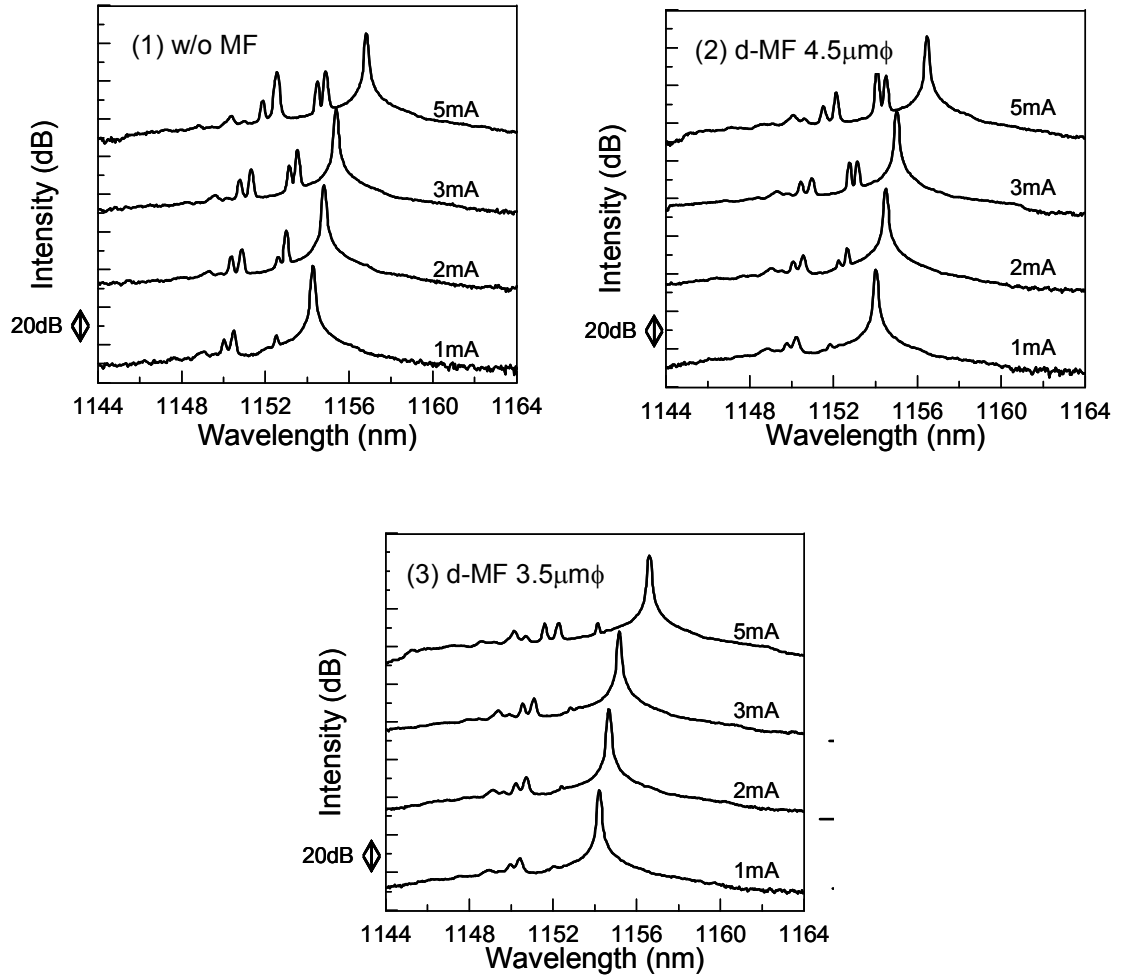 (1) w/o MF
5mA
3mA
2mA
1mA
Intensity (dB)
20dB
1144 1148 1152 1156 1160 1164
Wavelength (nm)
(2) d-MF 4.5μmϕ
5mA
3mA
2mA
1mA
Intensity (dB)
20dB
1144 1148 1152 1156 1160 1164
Wavelength (nm)
(3) d-MF 3.5μmϕ
5mA
3mA
2mA
1mA
Intensity (dB)
20dB
1144 1148 1152 1156 1160 1164
Wavelength (nm)